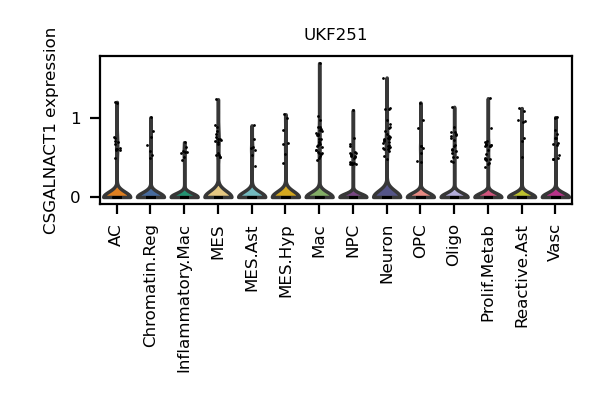 UKF251
CSGALNACT1 expression
1
0
AC
Chromatin.Reg
Inflammatory.Mac
MES
MES.Ast
MES.Hyp
Mac
NPC
Neuron
OPC
Oligo
Prolif.Metab
Reactive.Ast
Vasc